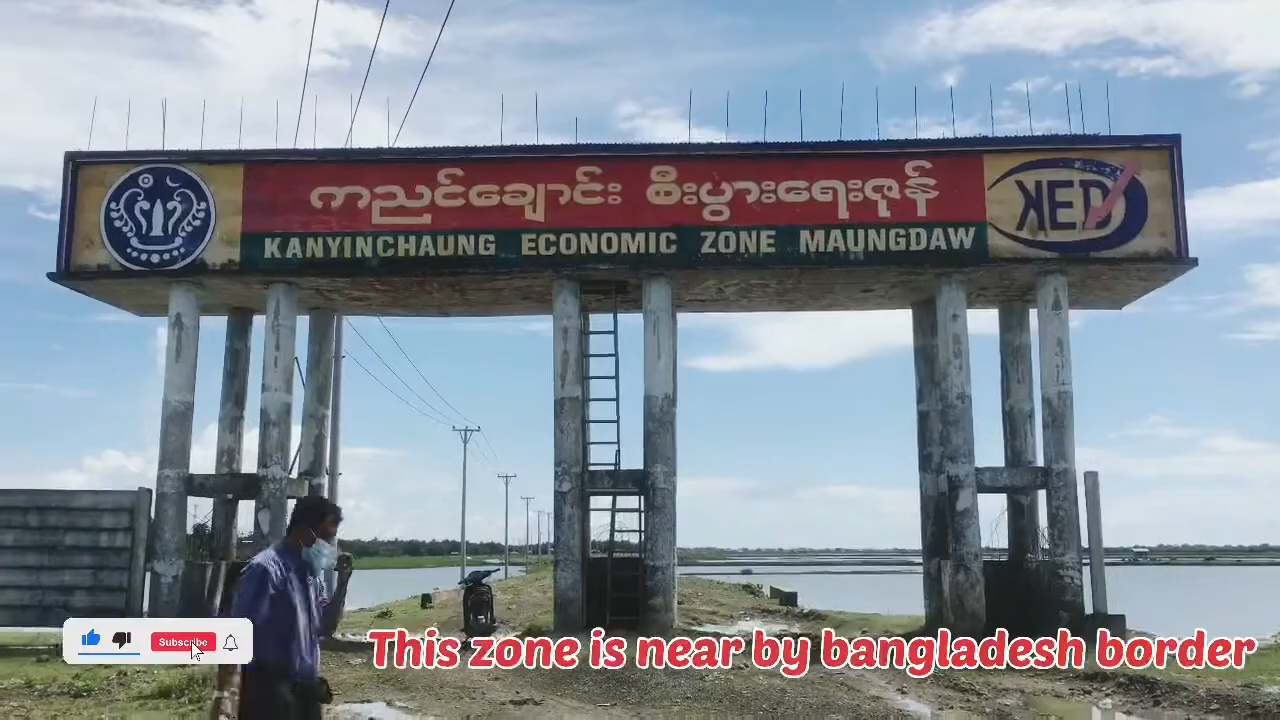 ကညင်ချောင်း စီးပွားရေးဇုန်
KANYINCHAUNG ECONOMIC ZONE MAUNGDAW
KED
Subscribe
This zone is near by bangladesh border